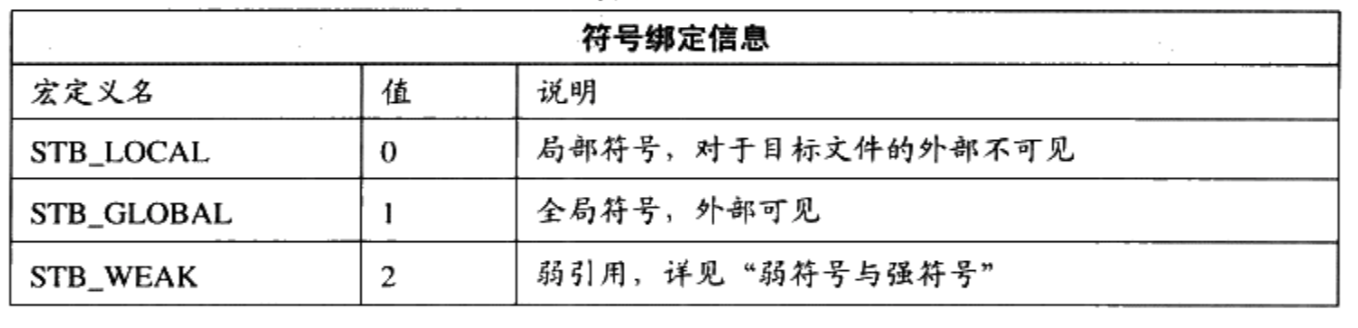 符号绑定信息
宏定义名 值 说明
STB_LOCAL 0 局部符号，对于目标文件的外部不可见
STB_GLOBAL 1 全局符号，外部可见
STB_WEAK 2 弱引用，详见“弱符号与强符号”